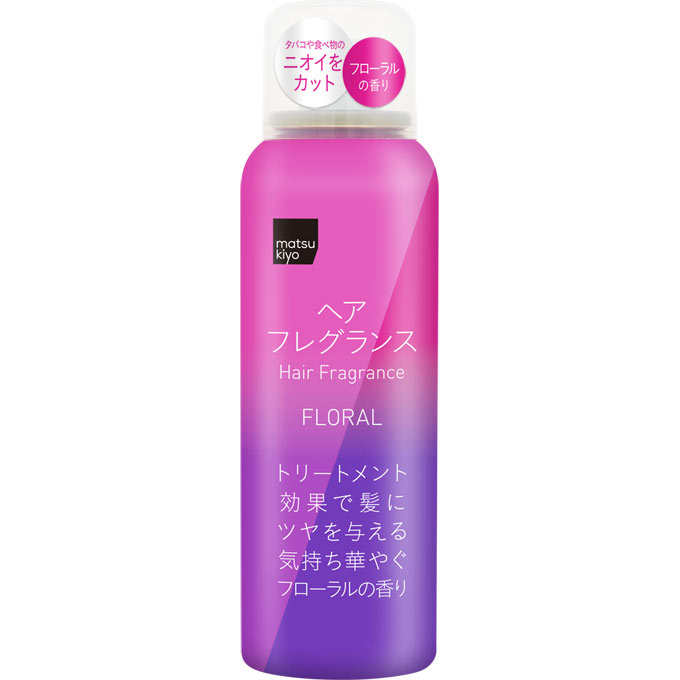 タバコや食べ物の
ニオイを
カット
フローラル
の香り
matsu
kiyo
ヘア
フレグランス
Hair Fragrance
FLORAL
トリートメント
効果で髪に
ツヤを与える
気持ち華やぐ
フローラルの香り